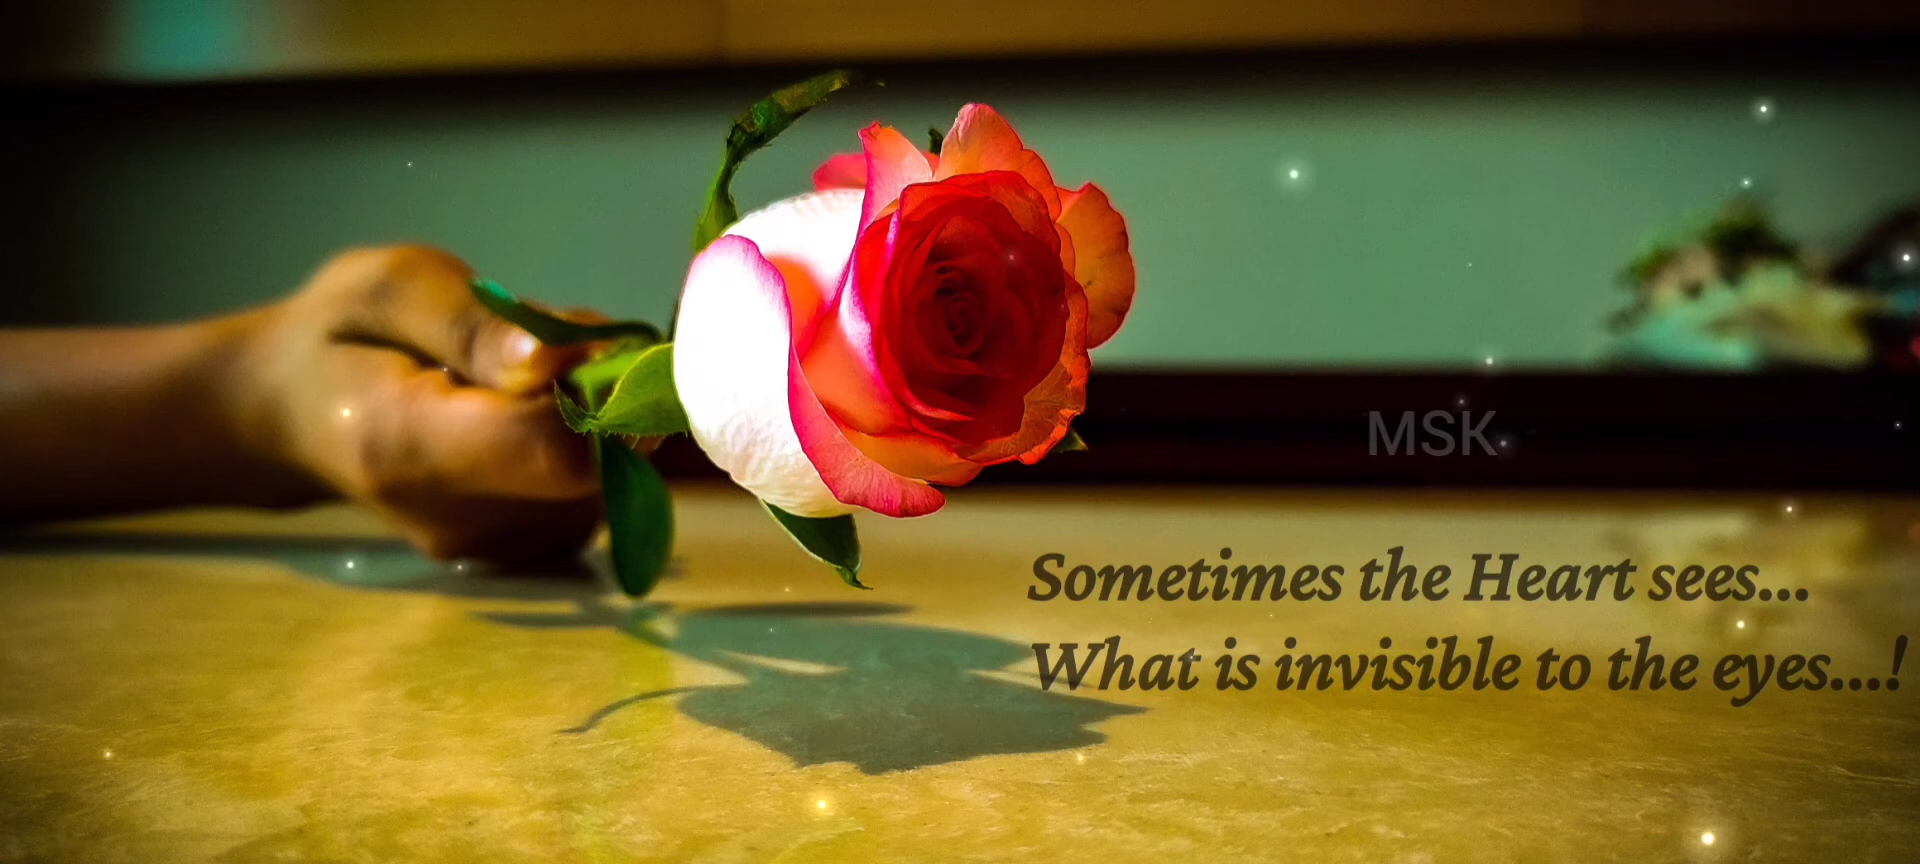 MSK
Sometimes the Heart sees...
What is invisible to the eyes...!